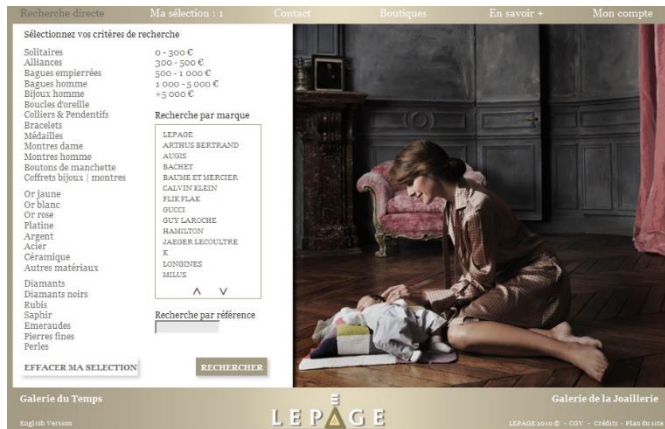 Recherche directe
Ma sélection : 1
Contact
Boutiques
En savoir +
Mon compte
Sélectionnez vos critères de recherche
Solitaires
Alliances
Bagues empierrées
Bagues homme
Bijoux homme
Boucles d'oreille
Colliers & Pendentifs
Bracelets
Médailles
Montres dame
Montres homme
Boutons de manchette
Coffrets bijoux | montres
Or jaune
Or blanc
Or rose
Platine
Argent
Acier
Céramique
Autres matériaux
Diamants
Diamants noirs
Rubis
Saphir
Emeraudes
Pierres fines
Perles
0 - 300 €
300 - 500 €
500 - 1 000 €
1 000 - 5 000 €
+5 000 €
Recherche par marque
LEPAGE
ARTHUS BERTRAND
AUGIS
BACHET
BAUME ET MERCIER
CALVIN KLEIN
FLIK FLAK
GUCCI
GUY LAROCHE
HAMILTON
JAEGER LECOULTRE
K
LONGINES
MILUS
Recherche par référence
EFFACER MA SELECTION
RECHERCHER
Galerie du Temps
Galerie de la Joaillerie
English Version
LEPAGE
LEPAGE 2010 © - CGV - Crédits - Plan du site